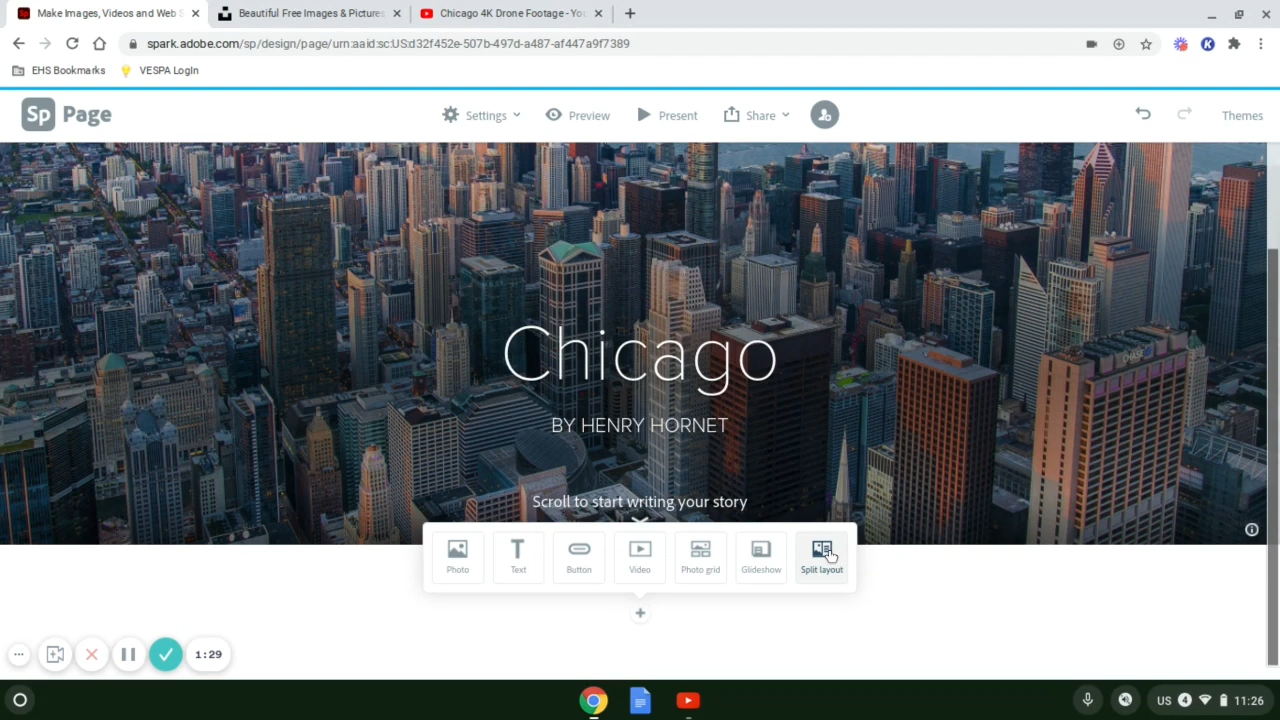 Make Images, Videos and Web S
Beautiful Free Images & Pictures
Chicago 4K Drone Footage - You
spark.adobe.com/sp/design/page/urn:aaid:sc:US:d32f452e-507b-497d-a487-af447a9f7389
EHS Bookmarks
VESPA LogIn
Sp Page
Settings
Preview
Present
Share
Themes
CHASE
Chicago
BY HENRY HORNET
Scroll to start writing your story
Photo
Text
Button
Video
Photo grid
Glideshow
Split layout
1:29
US 4 11:26